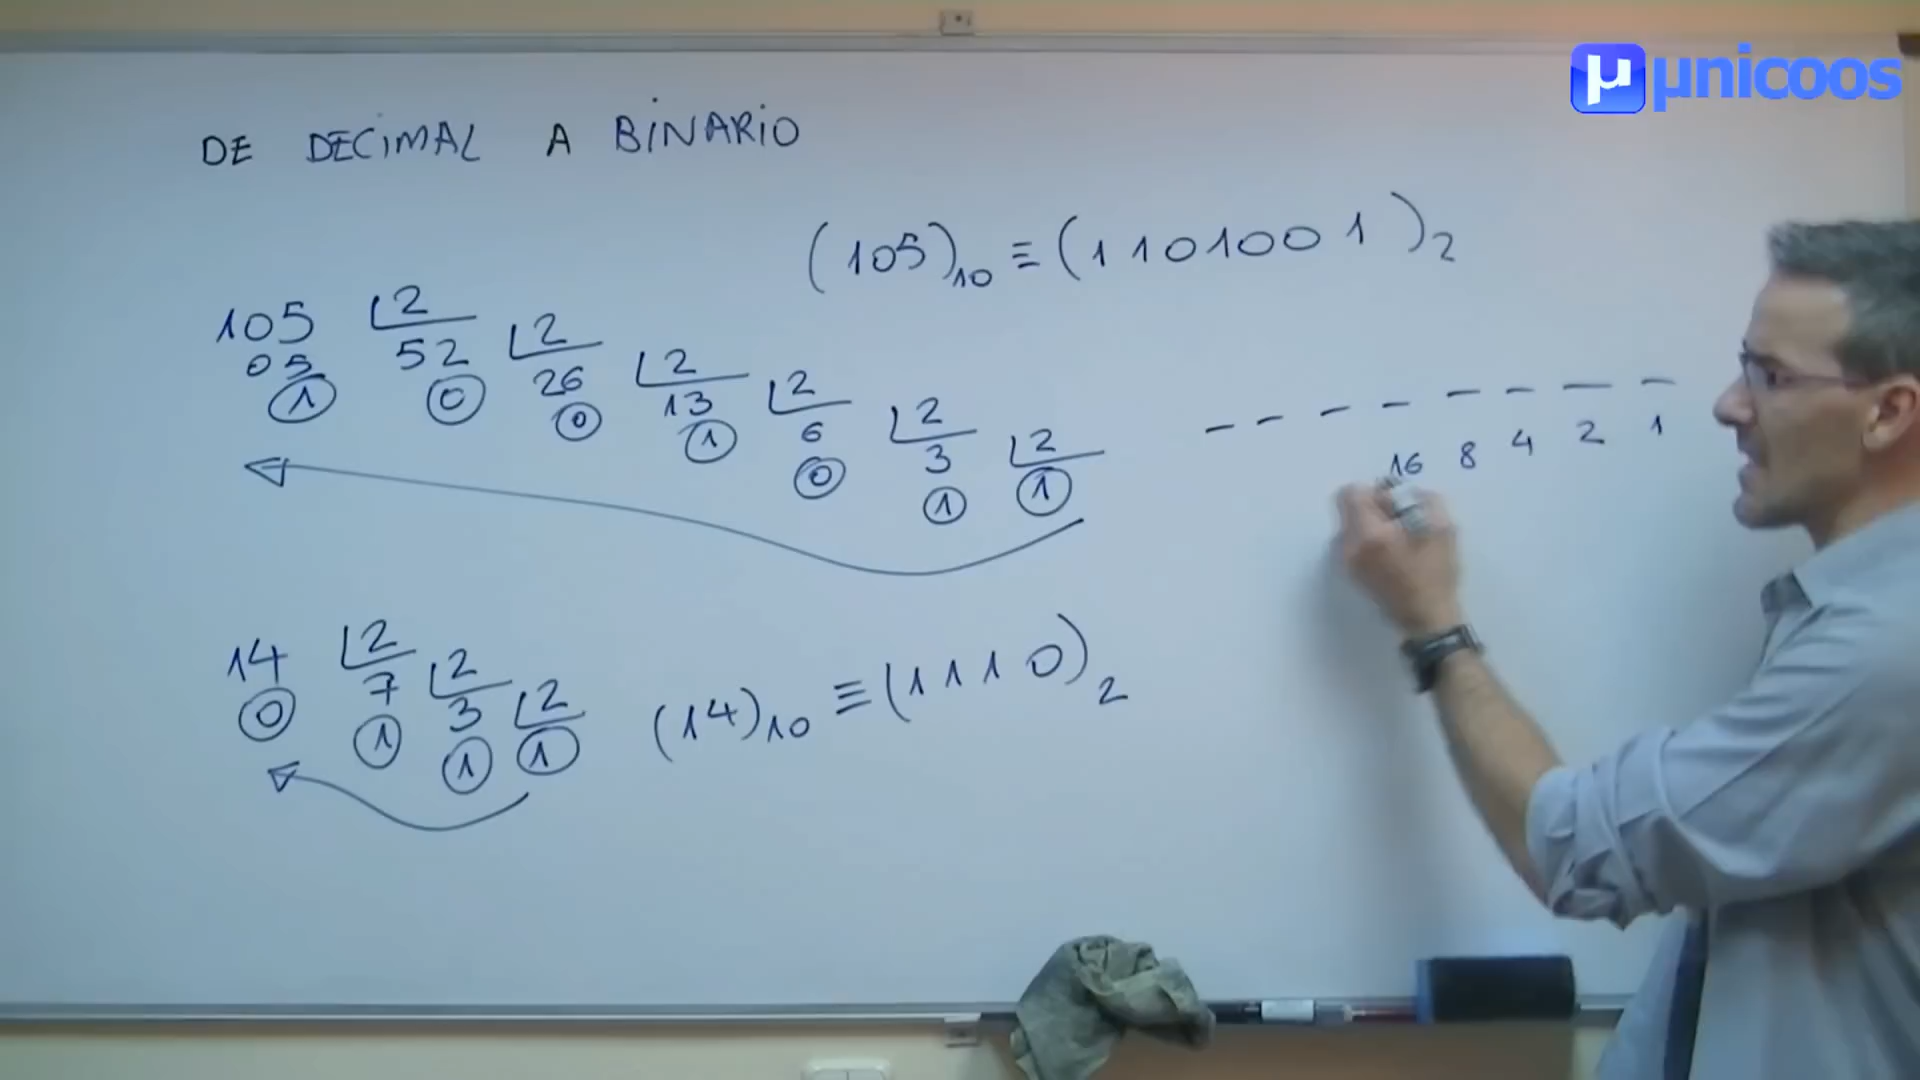 µ µnicoos
DE DECIMAL A BINARIO
(105)10 ≡ (1101001)2
105 2
05 52 2
1 0 26 2
0 13 2
1 6 2
0 3 2
1 1
16 8 4 2 1
14 2
0 7 2
1 3 2
1 1
(14)10 ≡ (1110)2